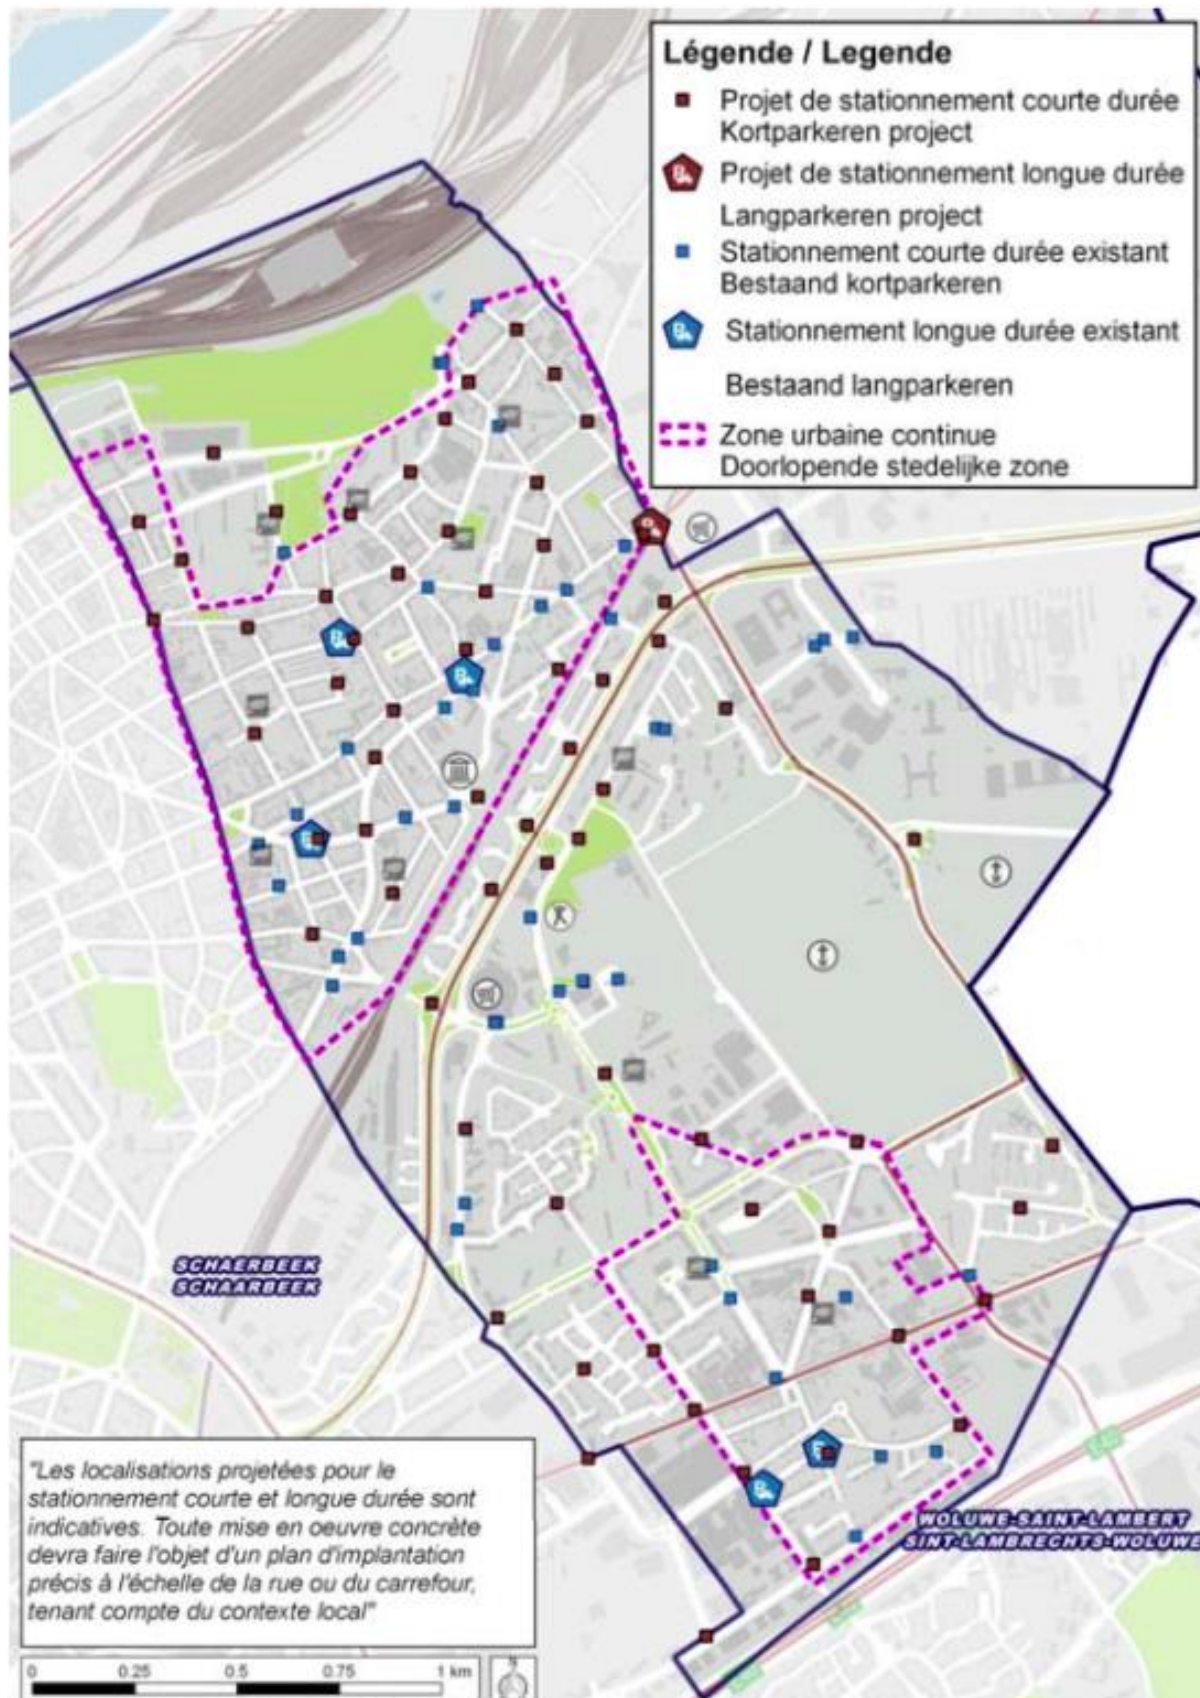 Légende / Legende
Projet de stationnement courte durée
Kortparkeren project
Projet de stationnement longue durée
Langparkeren project
Stationnement courte durée existant
Bestaand kortparkeren
Stationnement longue durée existant
Bestaand langparkeren
Zone urbaine continue
Doorlopende stedelijke zone
SCHAERBEEK
SCHAARBEEK
WOLUWE-SAINT-LAMBERT
SINT-LAMBRECHTS-WOLUWE
"Les localisations projetées pour le
stationnement courte et longue durée sont
indicatives. Toute mise en oeuvre concrète
devra faire l'objet d'un plan d'implantation
précis à l'échelle de la rue ou du carrefour,
tenant compte du contexte local"
0 0.25 0.5 0.75 1 km
N